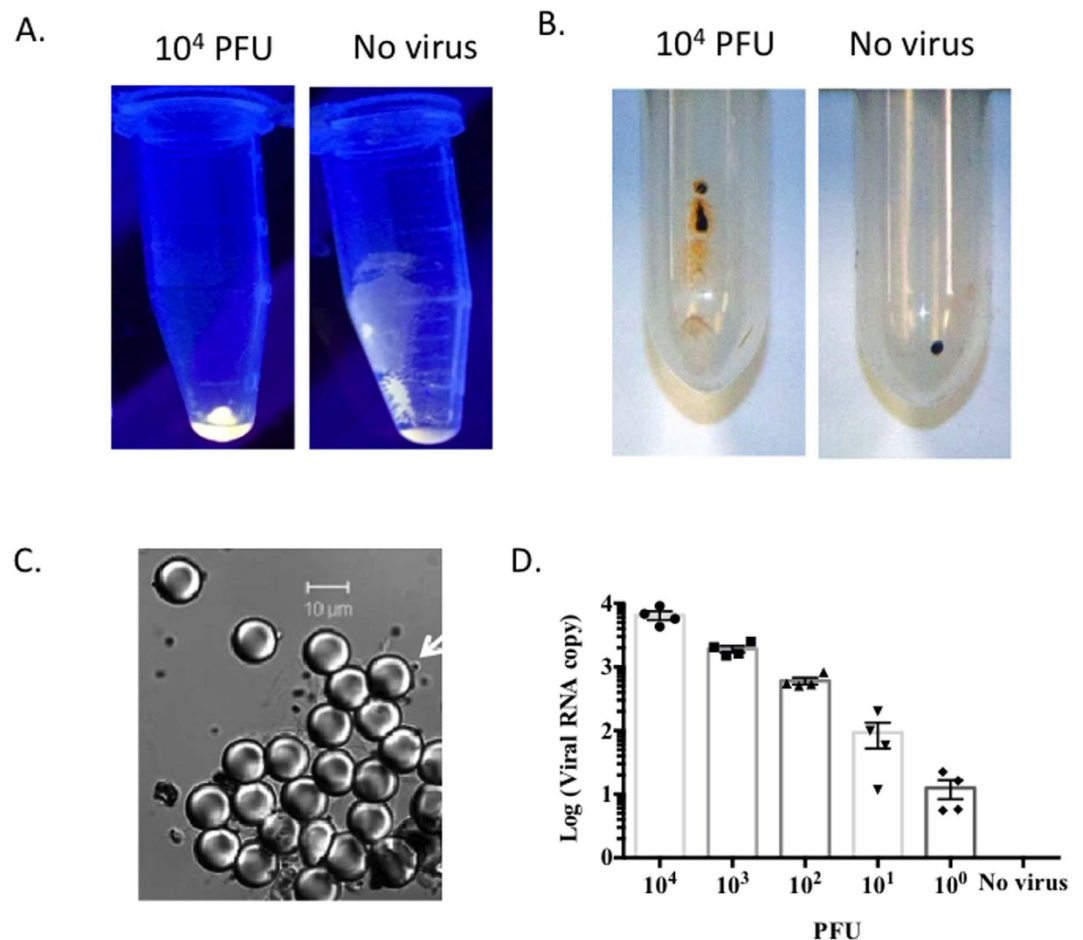 A.
10⁴ PFU
No virus
B.
10⁴ PFU
No virus
C.
10 µm
D.
Log (Viral RNA copy)
4
3
2
1
0
10⁴ 10³ 10² 10¹ 10⁰ No virus
PFU